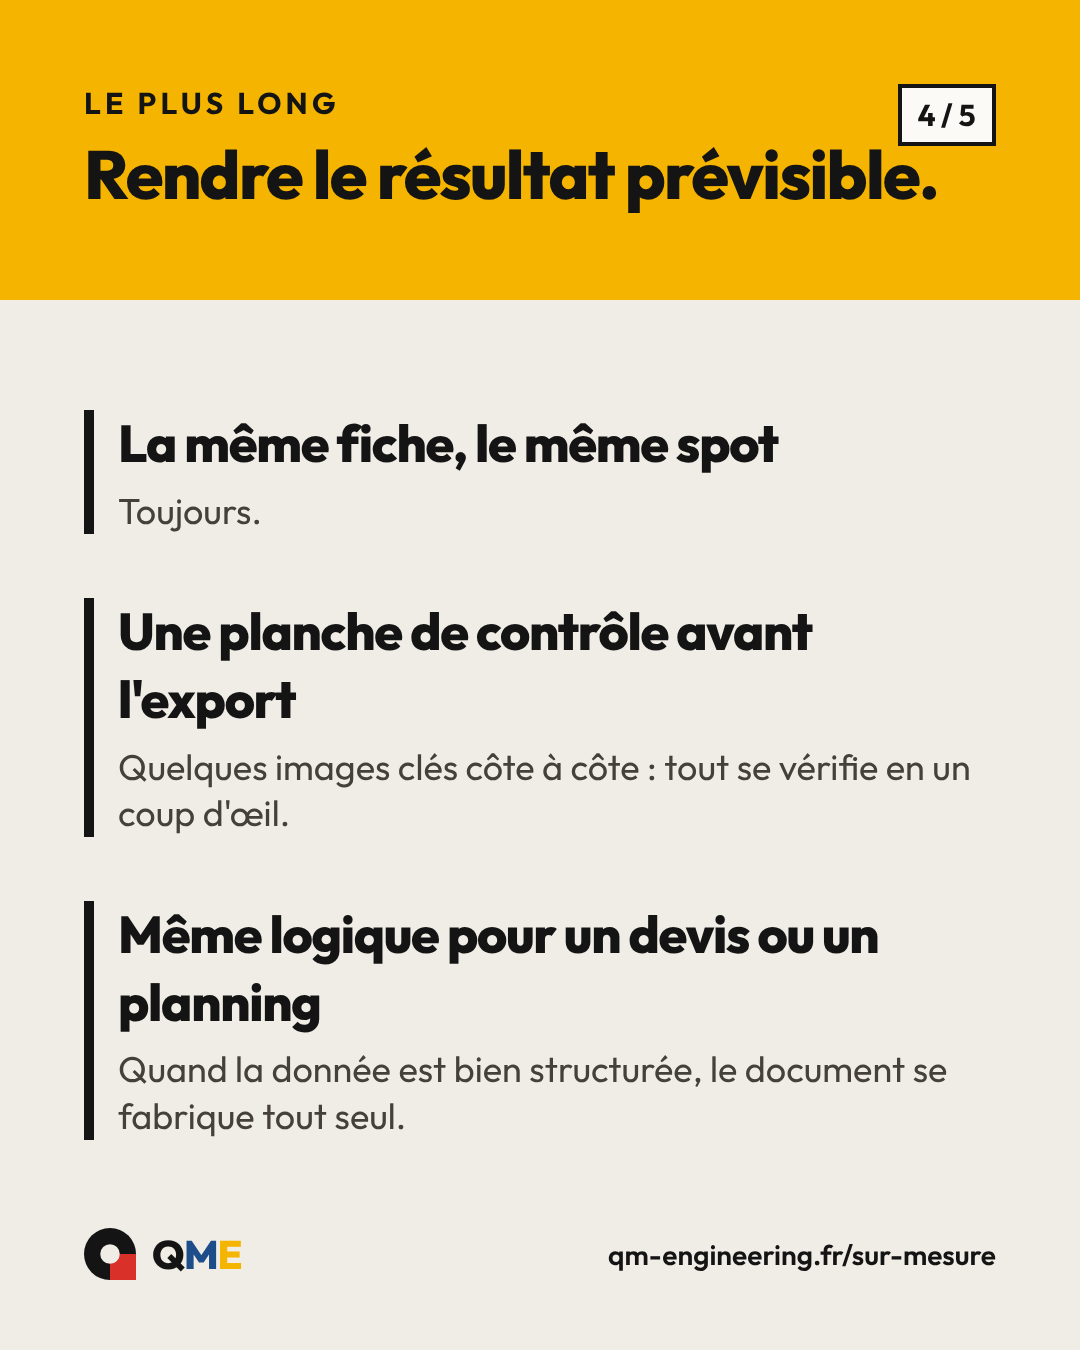 LE PLUS LONG
4/5
Rendre le résultat prévisible.
La même fiche, le même spot
Toujours.
Une planche de contrôle avant
l'export
Quelques images clés côte à côte : tout se vérifie en un
coup d'œil.
Même logique pour un devis ou un
planning
Quand la donnée est bien structurée, le document se
fabrique tout seul.
QME
qm-engineering.fr/sur-mesure